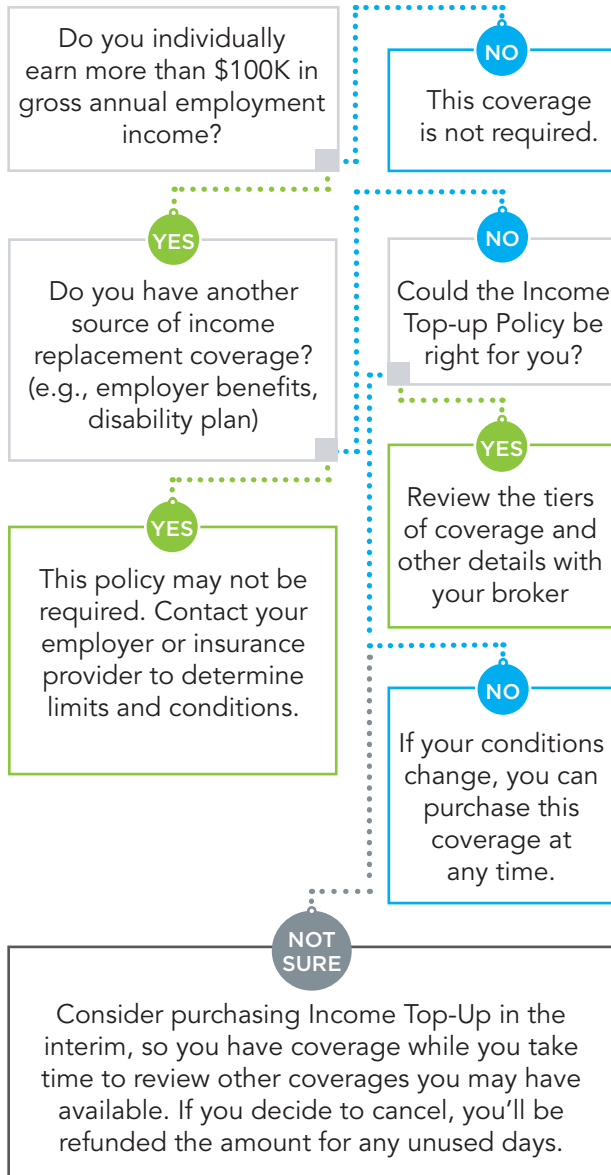 Do you individually
earn more than $100K in
gross annual employment
income?
NO
This coverage
is not required.
YES
Do you have another
source of income
replacement coverage?
(e.g., employer benefits,
disability plan)
NO
Could the Income
Top-up Policy be
right for you?
YES
This policy may not be
required. Contact your
employer or insurance
provider to determine
limits and conditions.
YES
Review the tiers
of coverage and
other details with
your broker
NO
If your conditions
change, you can
purchase this
coverage at
any time.
NOT
SURE
Consider purchasing Income Top-Up in the
interim, so you have coverage while you take
time to review other coverages you may have
available. If you decide to cancel, you’ll be
refunded the amount for any unused days.